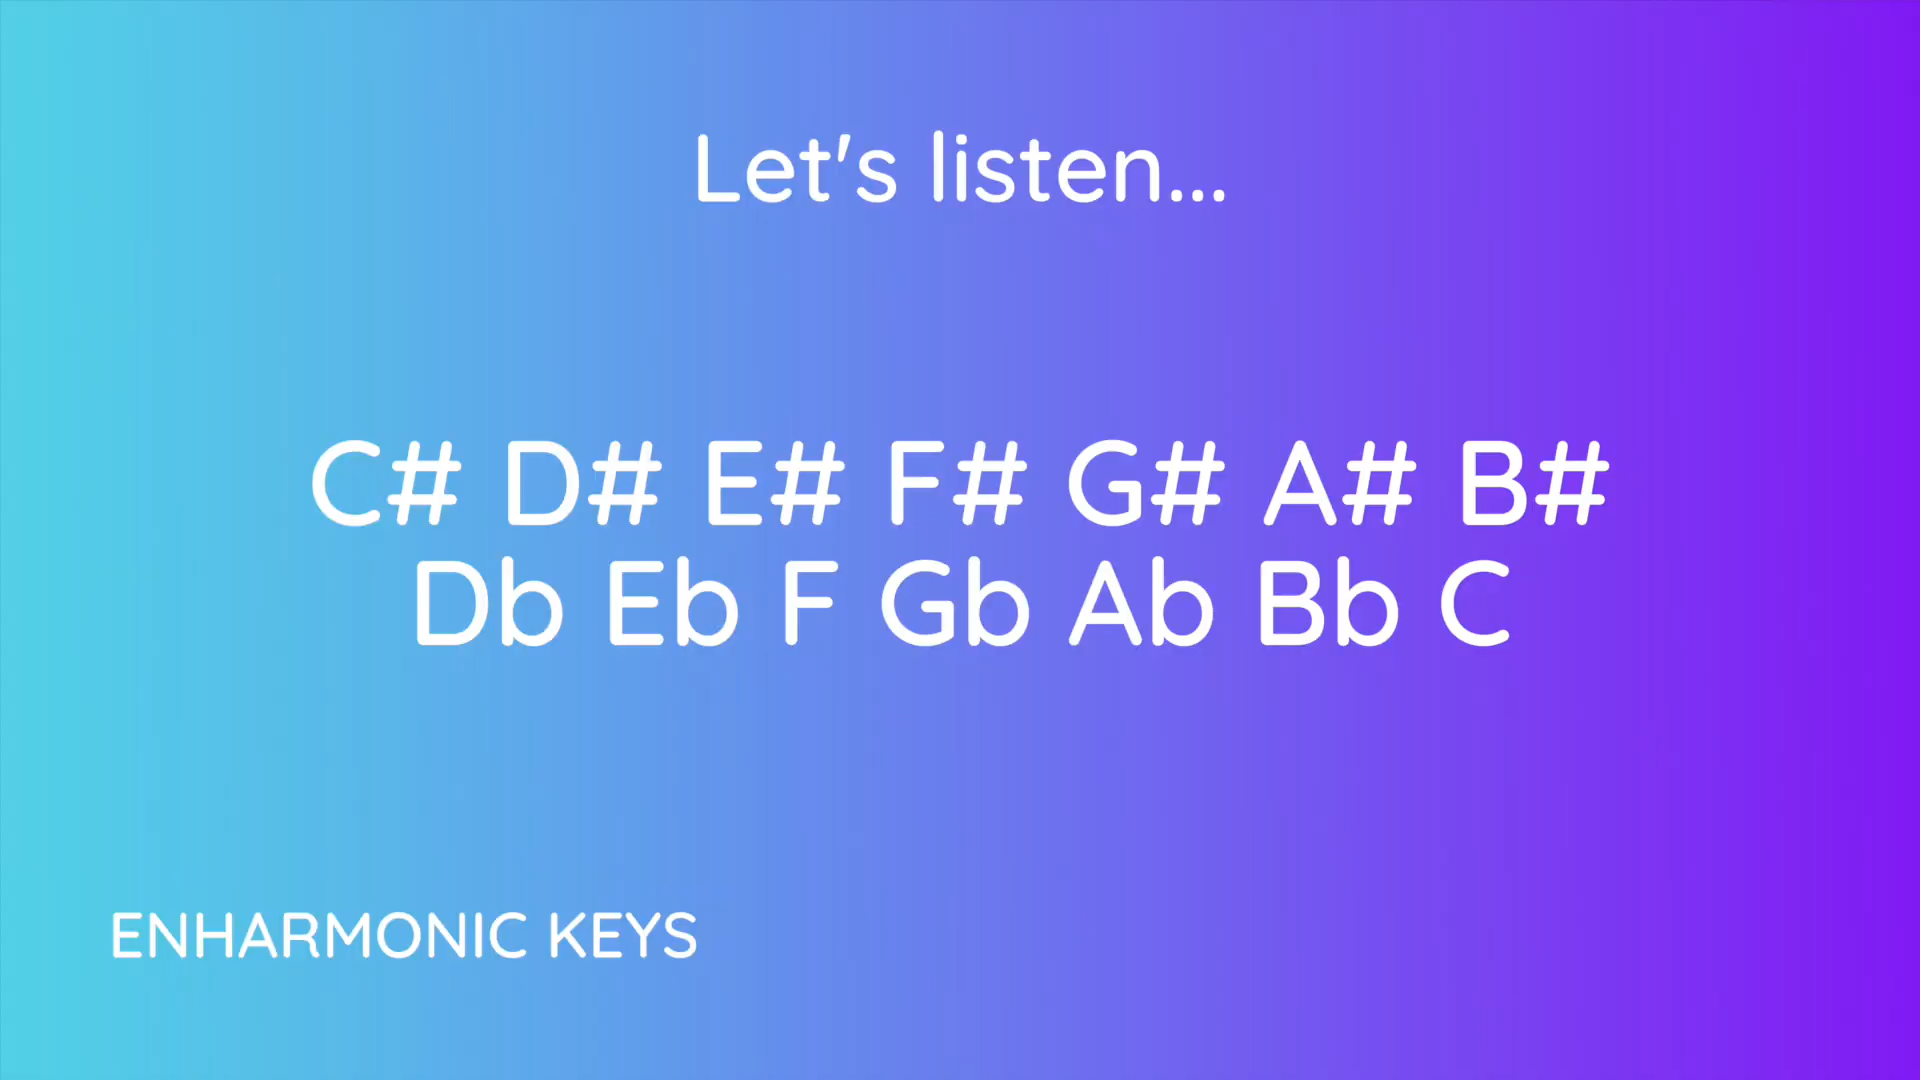 Let's listen...
C# D# E# F# G# A# B#
Db Eb F Gb Ab Bb C
ENHARMONIC KEYS